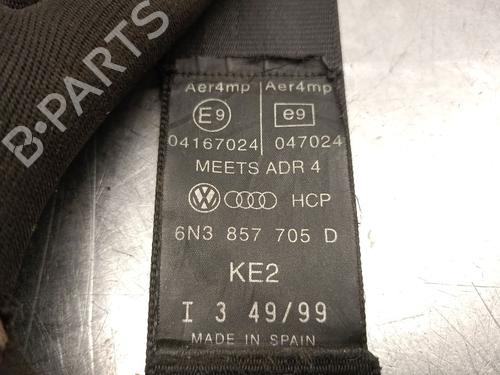 Aer4mp Aer4mp
E9 e9
04167024 047024
MEETS ADR 4
HCP
6N3 857 705 D
KE2
I 3 49/99
MADE IN SPAIN
B-PARTS